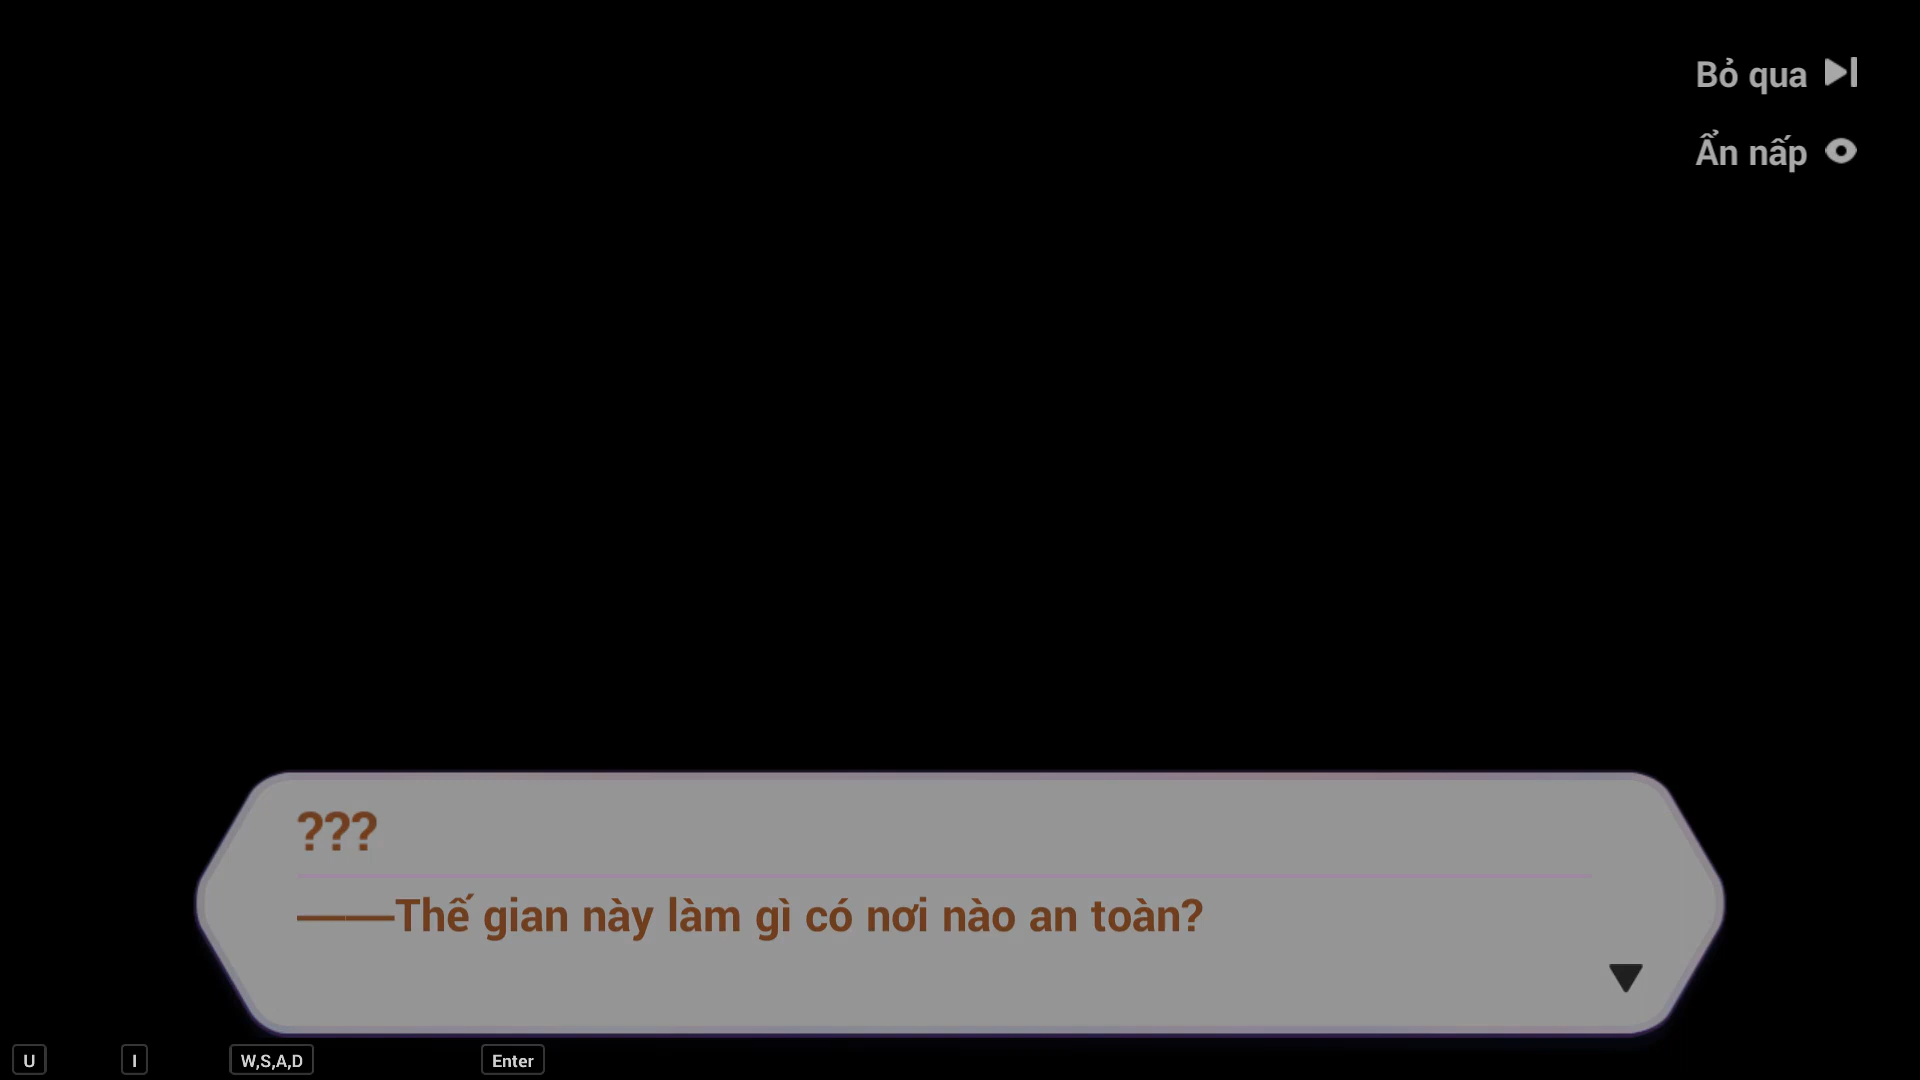 Bỏ qua
Ẩn nấp
???
——Thế gian này làm gì có nơi nào an toàn?
U
I
W,S,A,D
Enter